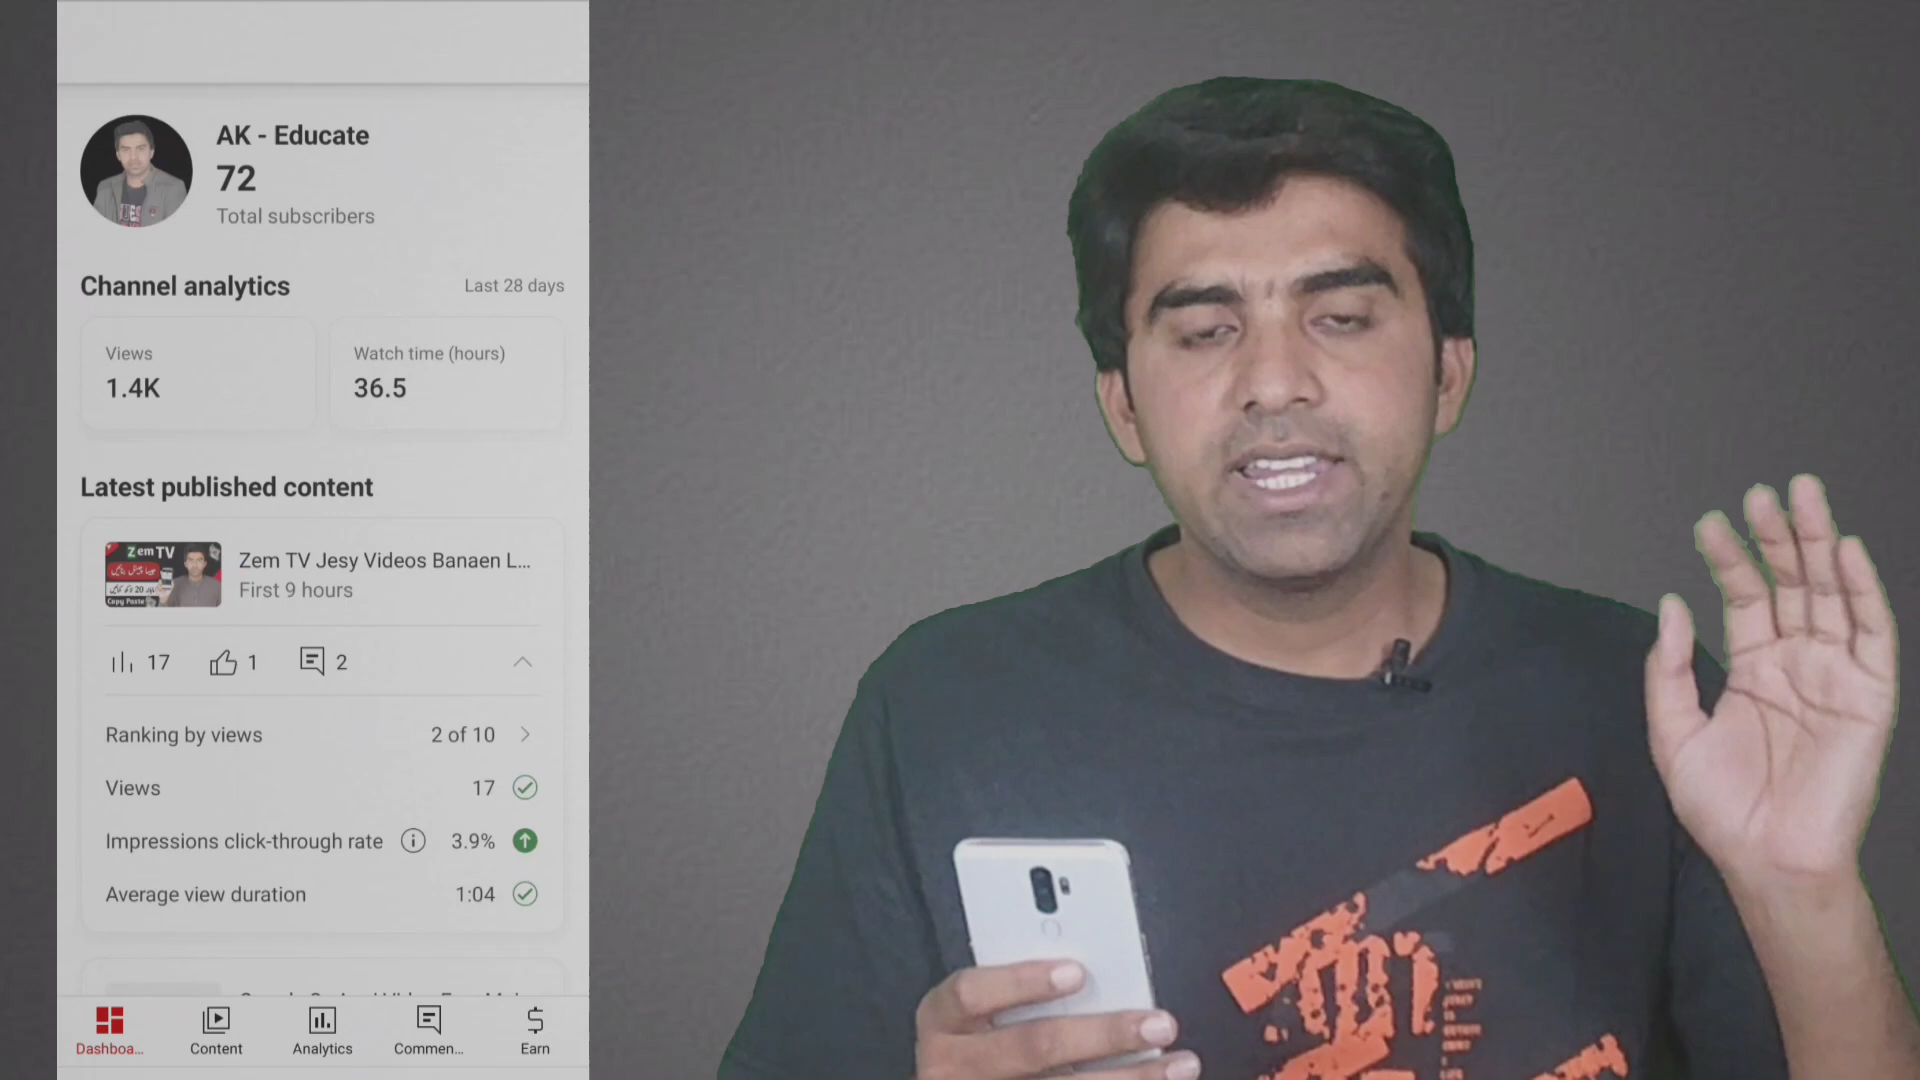 AK - Educate
72
Total subscribers
Channel analytics
Last 28 days
Views
Watch time (hours)
1.4K
36.5
Latest published content
Zem TV
Copy Paste
Zem TV Jesy Videos Banaen L...
First 9 hours
17
1
2
Ranking by views
2 of 10
Views
17
Impressions click-through rate
3.9%
Average view duration
1:04
Dashboa...
Content
Analytics
Commen...
Earn